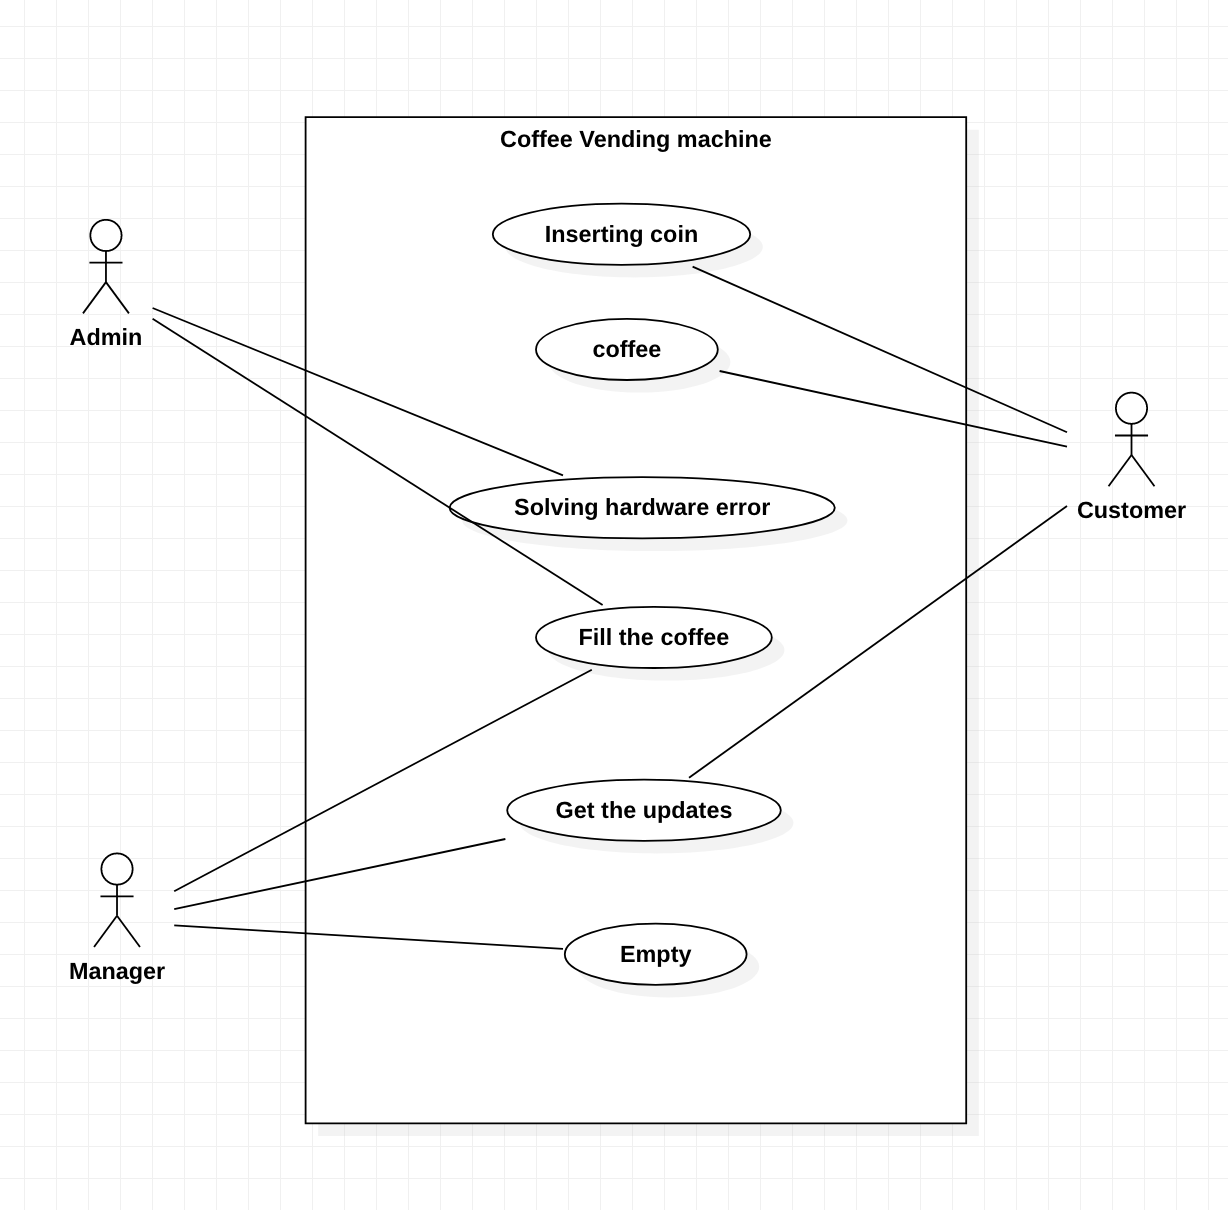 Coffee Vending machine
Inserting coin
Admin
coffee
Solving hardware error
Customer
Fill the coffee
Get the updates
Empty
Manager